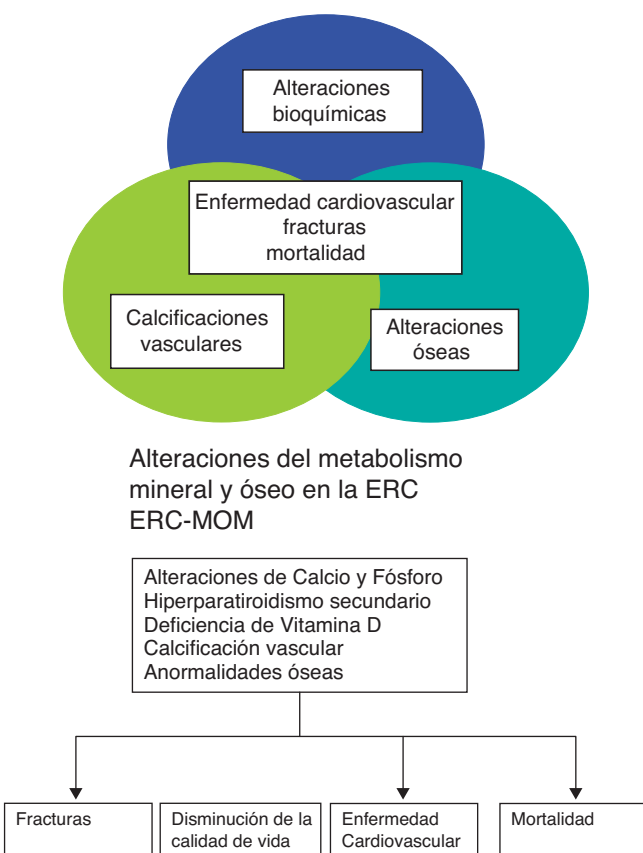 Alteraciones
bioquímicas
Enfermedad cardiovascular
fracturas
mortalidad
Calcificaciones
vasculares
Alteraciones
óseas
Alteraciones del metabolismo
mineral y óseo en la ERC
ERC-MOM
Alteraciones de Calcio y Fósforo
Hiperparatiroidismo secundario
Deficiencia de Vitamina D
Calcificación vascular
Anormalidades óseas
Fracturas
Disminución de la
calidad de vida
Enfermedad
Cardiovascular
Mortalidad